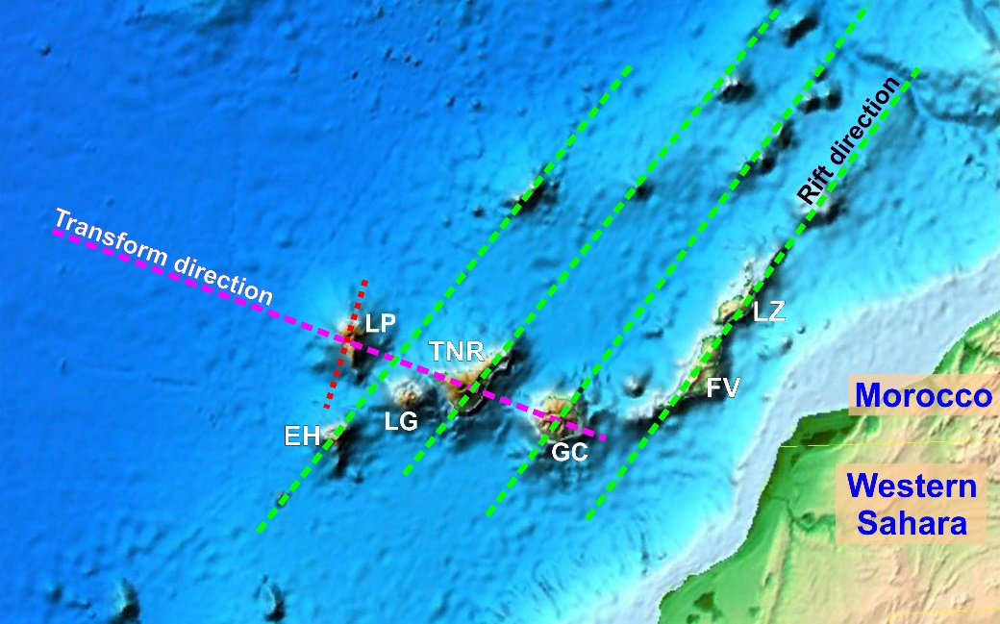 Rift direction
Transform direction
LZ
LP
TNR
FV
Morocco
LG
EH
GC
Western
Sahara